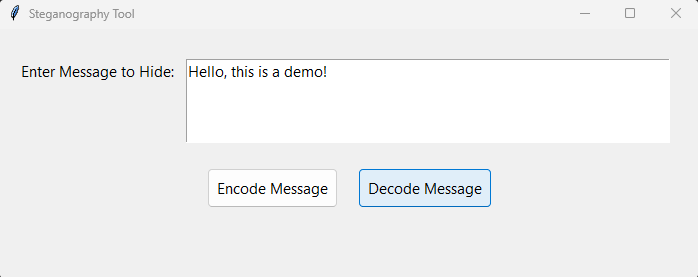 Steganography Tool
Enter Message to Hide: Hello, this is a demo!
Encode Message Decode Message